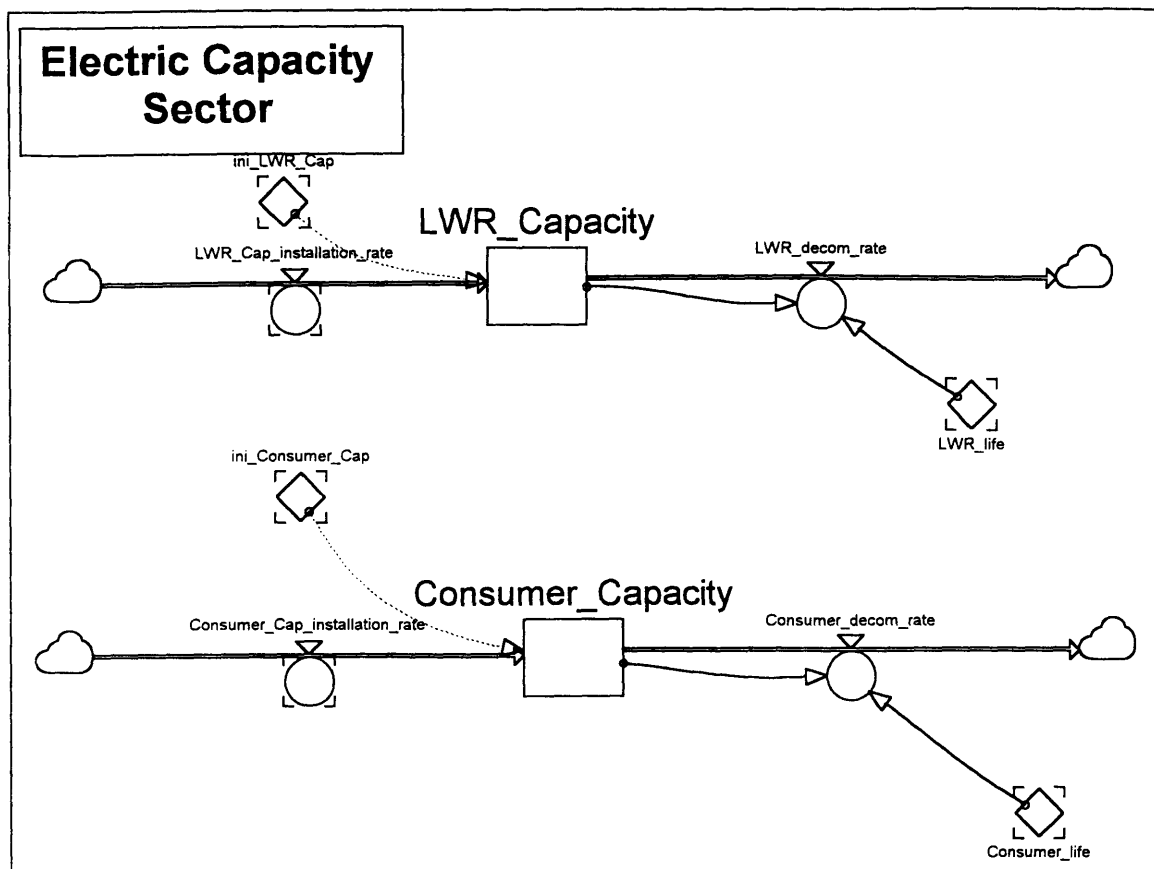 Electric Capacity
Sector
ini_LWR_Cap
LWR_Capacity
LWR_Cap_installation_rate
LWR_decom_rate
LWR_life
ini_Consumer_Cap
Consumer_Capacity
Consumer_Cap_installation_rate
Consumer_decom_rate
Consumer_life